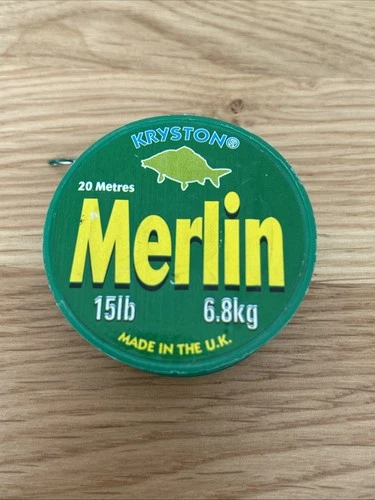 KRYSTON®
20 Metres
Merlin
15lb 6.8kg
MADE IN THE U.K.